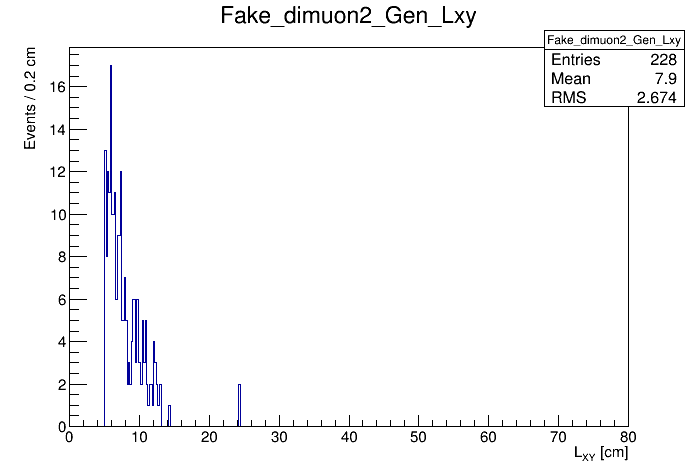 Fake_dimuon2_Gen_Lxy
Fake_dimuon2_Gen_Lxy
Entries 228
Mean 7.9
RMS 2.674
Events / 0.2 cm
16
14
12
10
8
6
4
2
0
0 10 20 30 40 50 60 70 80
L_XY [cm]